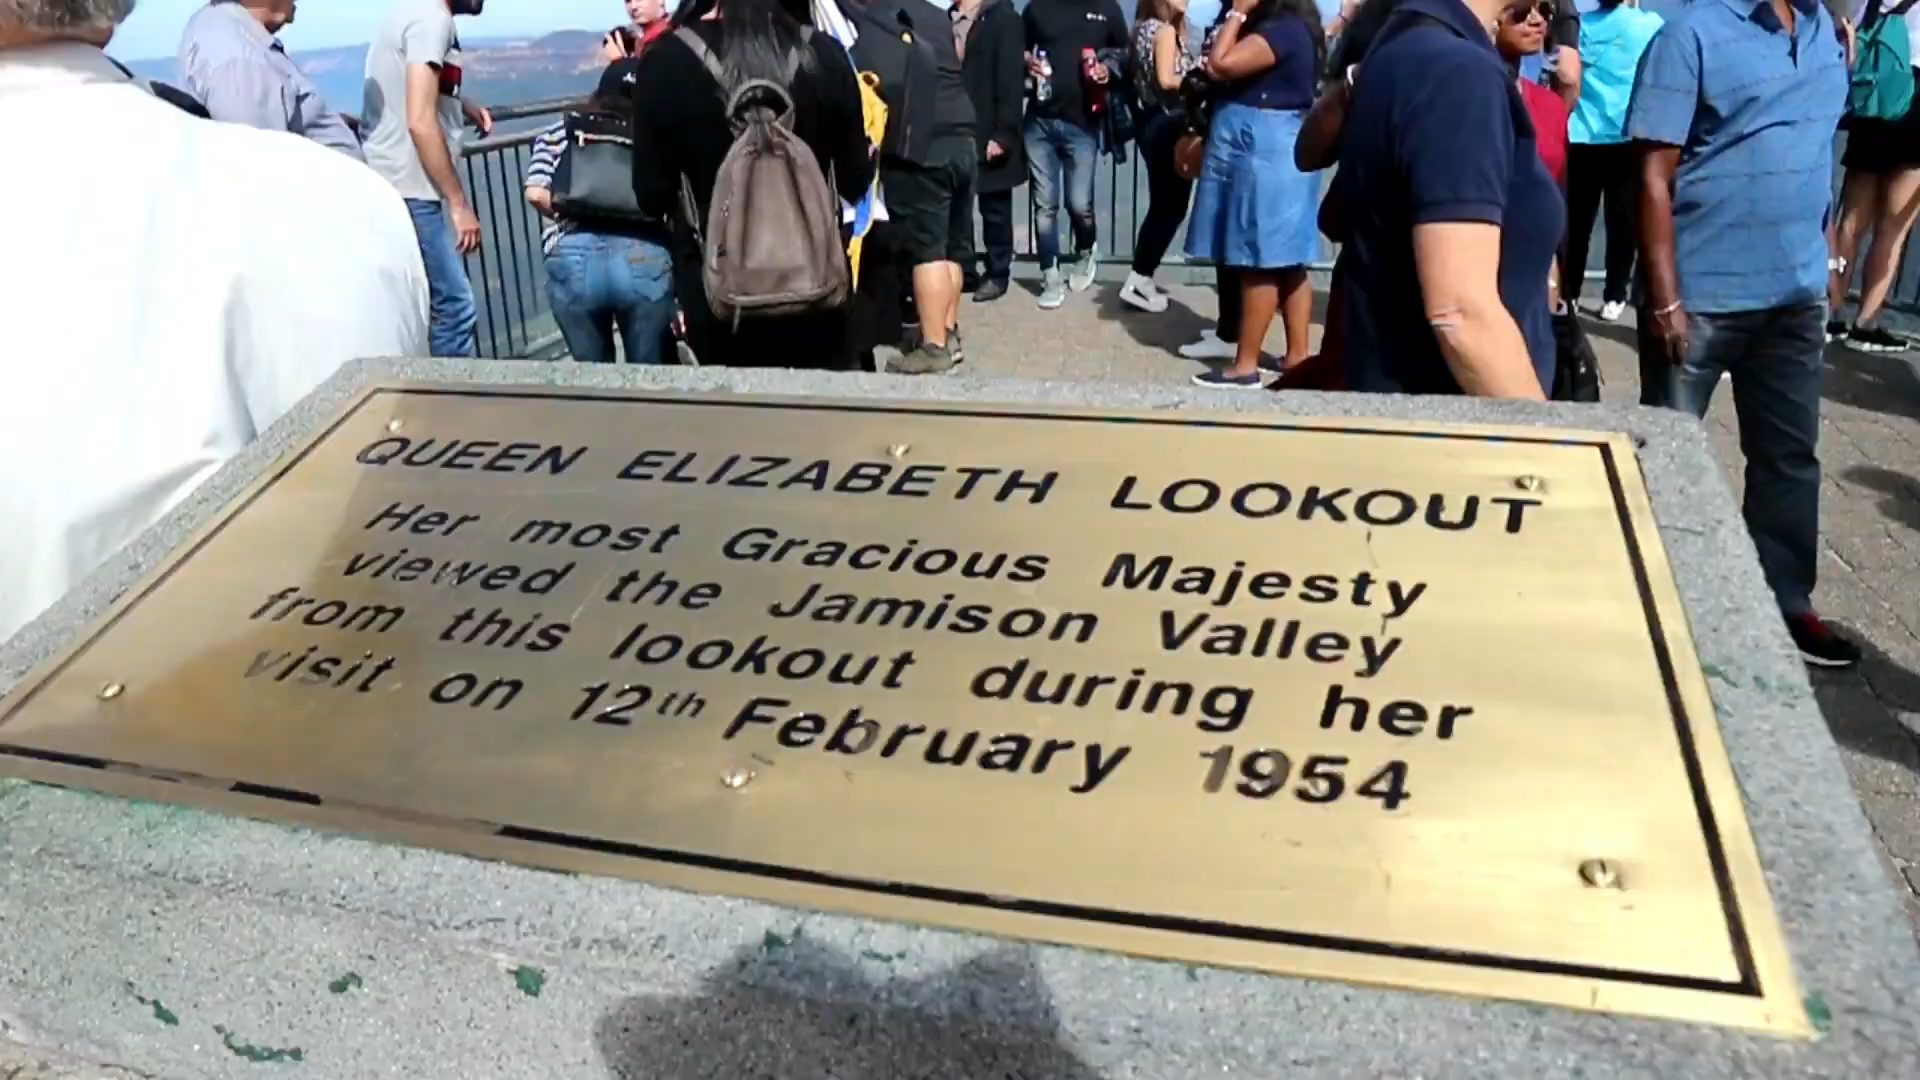 QUEEN ELIZABETH LOOKOUT
Her most Gracious Majesty
viewed the Jamison Valley
from this lookout during her
visit on 12th February 1954